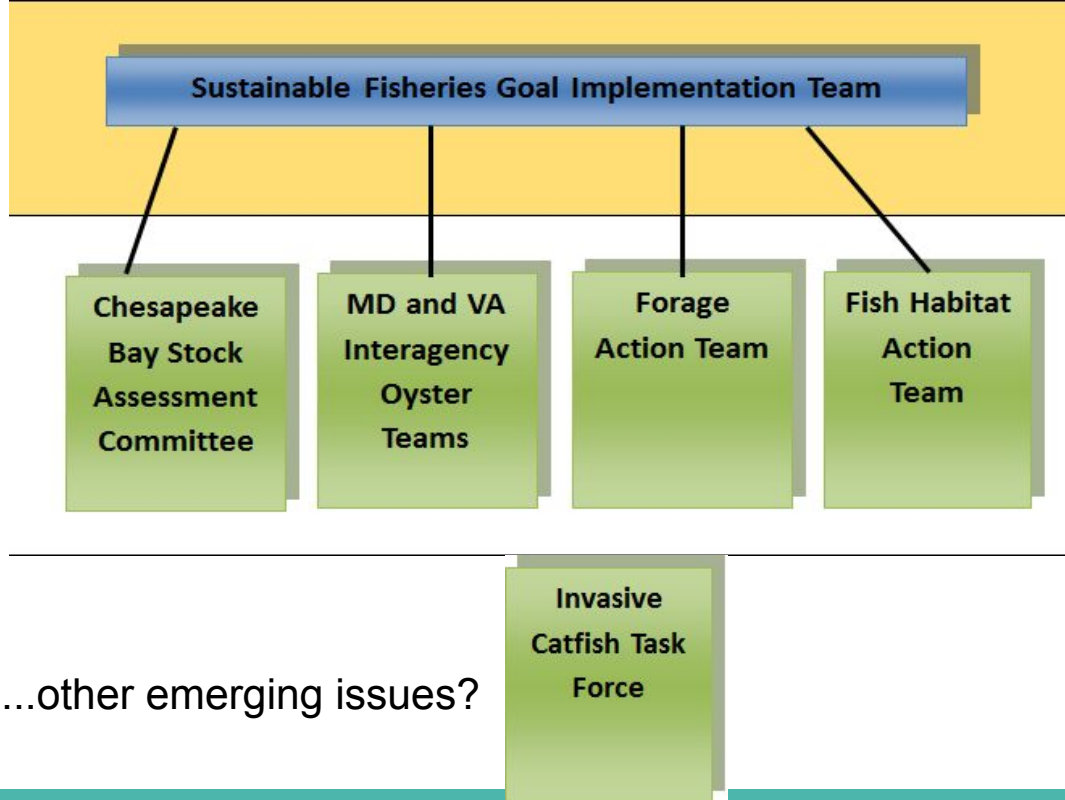 Sustainable Fisheries Goal Implementation Team
Chesapeake
Bay Stock
Assessment
Committee
MD and VA
Interagency
Oyster
Teams
Forage
Action Team
Fish Habitat
Action
Team
Invasive
Catfish Task
Force
...other emerging issues?